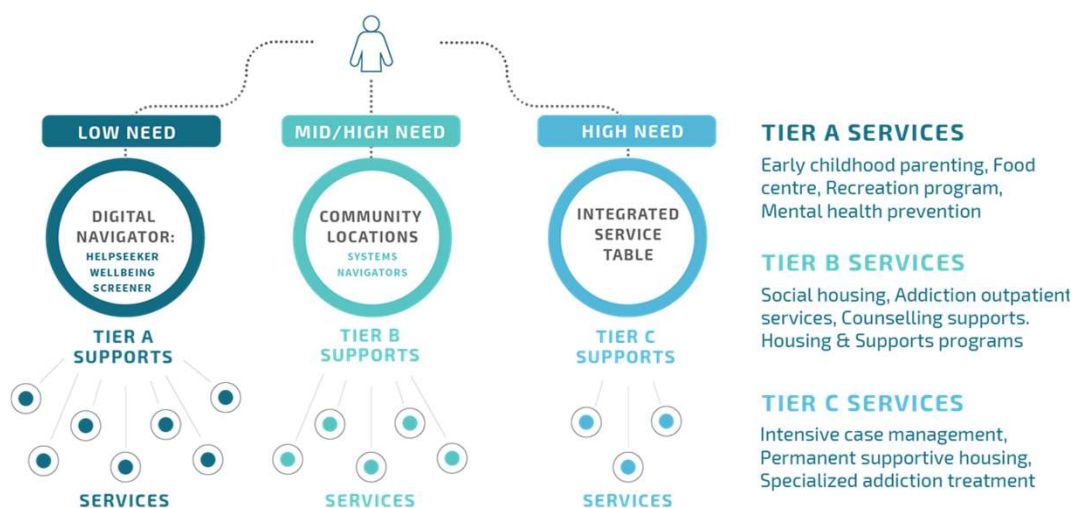 LOW NEED
DIGITAL
NAVIGATOR:
HELPSEEKER
WELLBEING
SCREENER
TIER A
SUPPORTS
SERVICES
MID/HIGH NEED
COMMUNITY
LOCATIONS
SYSTEMS
NAVIGATORS
TIER B
SUPPORTS
SERVICES
HIGH NEED
INTEGRATED
SERVICE
TABLE
TIER C
SUPPORTS
SERVICES
TIER A SERVICES
Early childhood parenting, Food
centre, Recreation program,
Mental health prevention
TIER B SERVICES
Social housing, Addiction outpatient
services, Counselling supports.
Housing & Supports programs
TIER C SERVICES
Intensive case management,
Permanent supportive housing,
Specialized addiction treatment